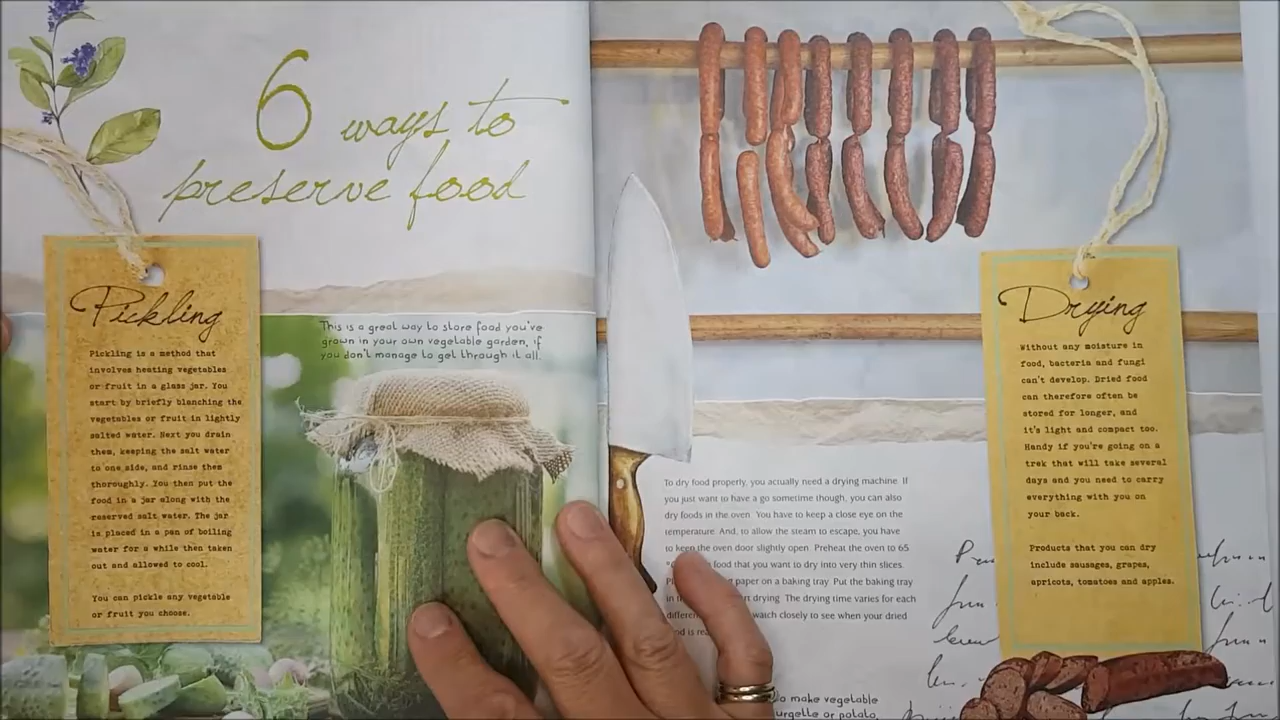 6 ways to
preserve food
Pickling
Pickling is a method that
involves heating vegetables
or fruit in a glass jar. You
start by briefly blanching the
vegetables or fruit in lightly
salted water. Next you drain
them, keeping the salt water
to one side, and rinse them
thoroughly. You then put the
food in a jar along with the
reserved salt water. The jar
is placed in a pan of boiling
water for a while then taken
out and allowed to cool.
You can pickle any vegetable
or fruit you choose.
This is a great way to store food you've
grown in your own vegetable garden, if
you don't manage to get through it all.
To dry food properly, you actually need a drying machine. If
you just want to have a go sometime though, you can also
dry foods in the oven. You have to keep a close eye on the
temperature. And, to allow the steam to escape, you have
to keep the oven door slightly open. Preheat the oven to 65
food that you want to dry into very thin slices.
paper on a baking tray. Put the baking tray
in drying. The drying time varies for each
watch closely to see when your dried
is
make vegetable
or potato,
Drying
Without any moisture in
food, bacteria and fungi
can't develop. Dried food
can therefore often be
stored for longer, and
it's light and compact too.
Handy if you're going on a
trek that will take several
days and you need to carry
everything with you on
your back.
Products that you can dry
include sausages, grapes,
apricots, tomatoes and apples.